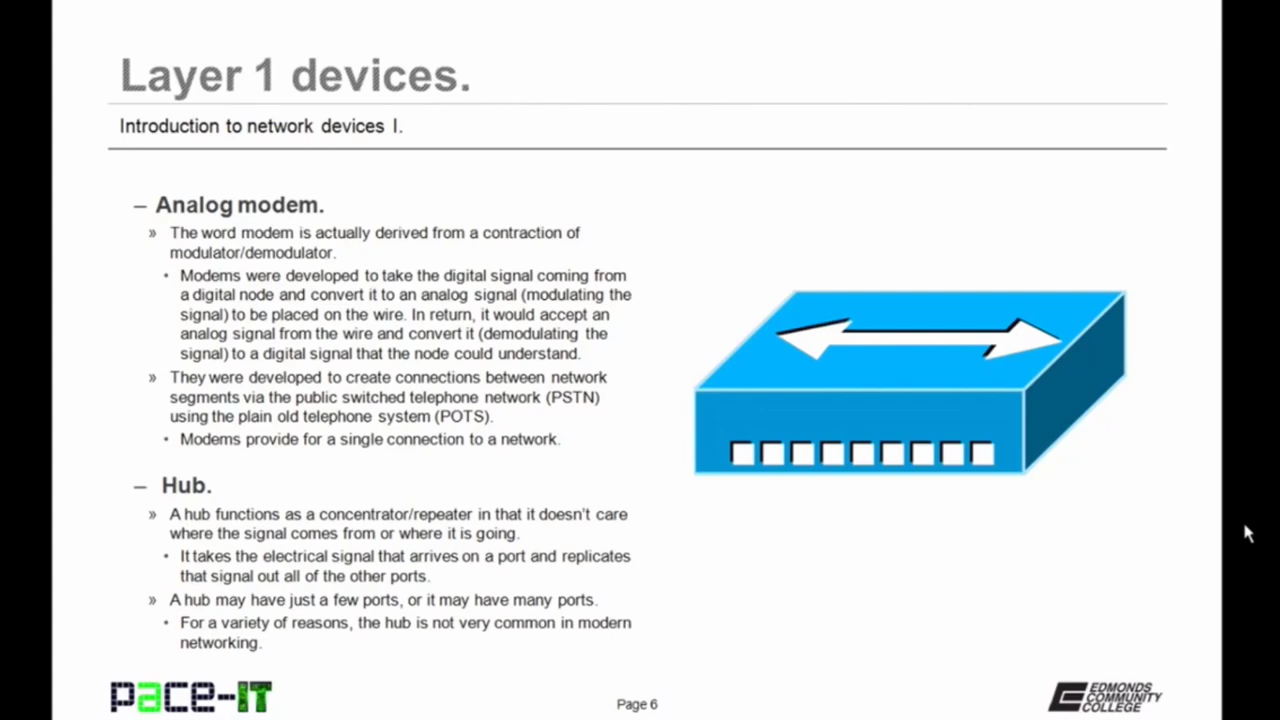 Layer 1 devices.
Introduction to network devices I.
– Analog modem.
» The word modem is actually derived from a contraction of
modulator/demodulator.
• Modems were developed to take the digital signal coming from
a digital node and convert it to an analog signal (modulating the
signal) to be placed on the wire. In return, it would accept an
analog signal from the wire and convert it (demodulating the
signal) to a digital signal that the node could understand.
» They were developed to create connections between network
segments via the public switched telephone network (PSTN)
using the plain old telephone system (POTS).
• Modems provide for a single connection to a network.
– Hub.
» A hub functions as a concentrator/repeater in that it doesn't care
where the signal comes from or where it is going.
• It takes the electrical signal that arrives on a port and replicates
that signal out all of the other ports.
» A hub may have just a few ports, or it may have many ports.
• For a variety of reasons, the hub is not very common in modern
networking.
pace-IT
Page 6
EDMONDS
COMMUNITY
COLLEGE